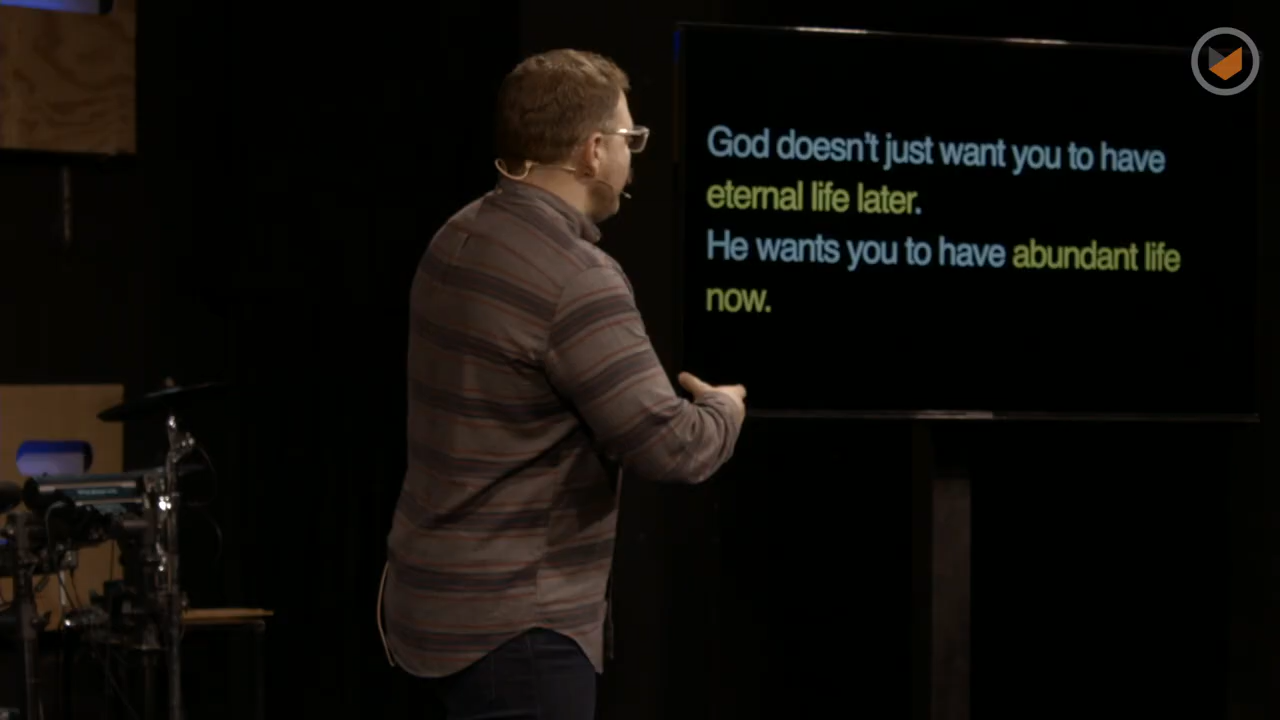 God doesn't just want you to have
eternal life later.
He wants you to have abundant life
now.